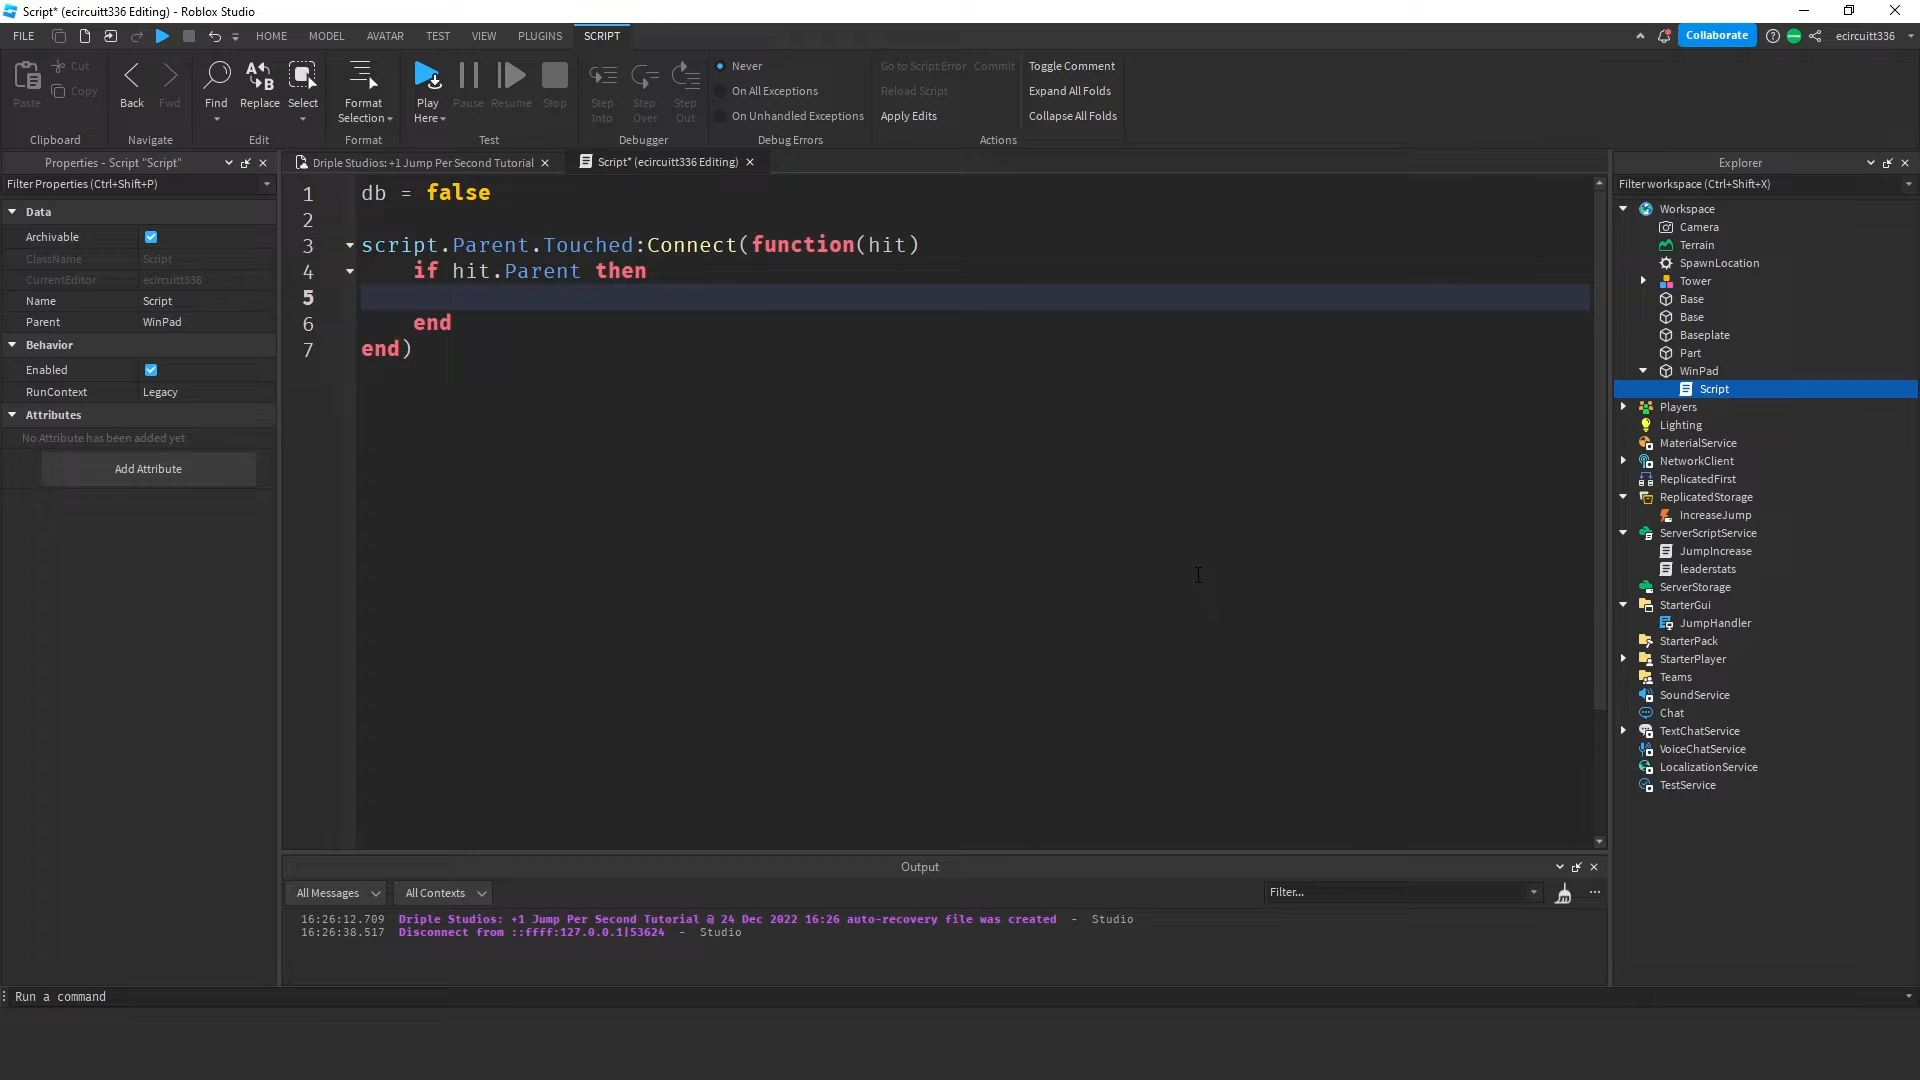 Script* (ecircuitt336 Editing) - Roblox Studio
FILE HOME MODEL AVATAR TEST VIEW PLUGINS SCRIPT Collaborate ecircuitt336
Paste Cut Copy
Clipboard
Back Fwd
Navigate
Find Replace Select
Edit
Format Selection
Format
Play Here Pause Resume Stop
Test
Step Into Step Over Step Out
Debugger
Never
On All Exceptions
On Unhandled Exceptions
Debug Errors
Go to Script Error Commit
Reload Script
Apply Edits
Toggle Comment
Expand All Folds
Collapse All Folds
Actions
Properties - Script "Script"
Filter Properties (Ctrl+Shift+P)
Data
Archivable
ClassName Script
CurrentEditor ecircuitt336
Name Script
Parent WinPad
Behavior
Enabled
RunContext Legacy
Attributes
No Attribute has been added yet
Add Attribute
Driple Studios: +1 Jump Per Second Tutorial
Script* (ecircuitt336 Editing)
1 db = false
2
3 script.Parent.Touched:Connect(function(hit)
4 if hit.Parent then
5
6 end
7 end)
Output
All Messages All Contexts Filter...
16:26:12.709 Driple Studios: +1 Jump Per Second Tutorial @ 24 Dec 2022 16:26 auto-recovery file was created - Studio
16:26:38.517 Disconnect from ::ffff:127.0.0.1|53624 - Studio
Explorer
Filter workspace (Ctrl+Shift+X)
Workspace
Camera
Terrain
SpawnLocation
Tower
Base
Base
Baseplate
Part
WinPad
Script
Players
Lighting
MaterialService
NetworkClient
ReplicatedFirst
ReplicatedStorage
IncreaseJump
ServerScriptService
JumpIncrease
leaderstats
ServerStorage
StarterGui
JumpHandler
StarterPack
StarterPlayer
Teams
SoundService
Chat
TextChatService
VoiceChatService
LocalizationService
TestService
Run a command